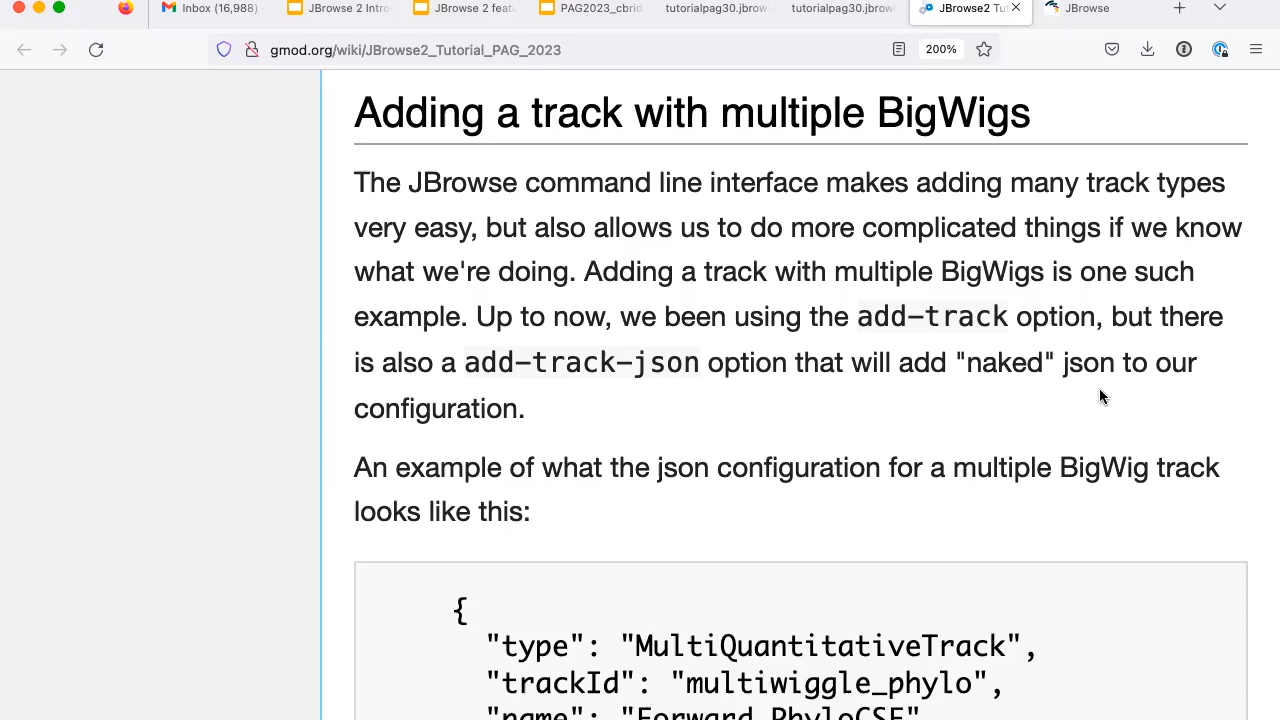 Inbox (16,988)
JBrowse 2 Intro
JBrowse 2 featu
PAG2023_cbrid
tutorialpag30.jbrows
tutorialpag30.jbrow
JBrowse2 Tu
JBrowse
gmod.org/wiki/JBrowse2_Tutorial_PAG_2023
200%
Adding a track with multiple BigWigs
The JBrowse command line interface makes adding many track types
very easy, but also allows us to do more complicated things if we know
what we're doing. Adding a track with multiple BigWigs is one such
example. Up to now, we been using the add-track option, but there
is also a add-track-json option that will add "naked" json to our
configuration.
An example of what the json configuration for a multiple BigWig track
looks like this:
{
"type": "MultiQuantitativeTrack",
"trackId": "multiwiggle_phylo",
"name": "Forward PhyloCSF"